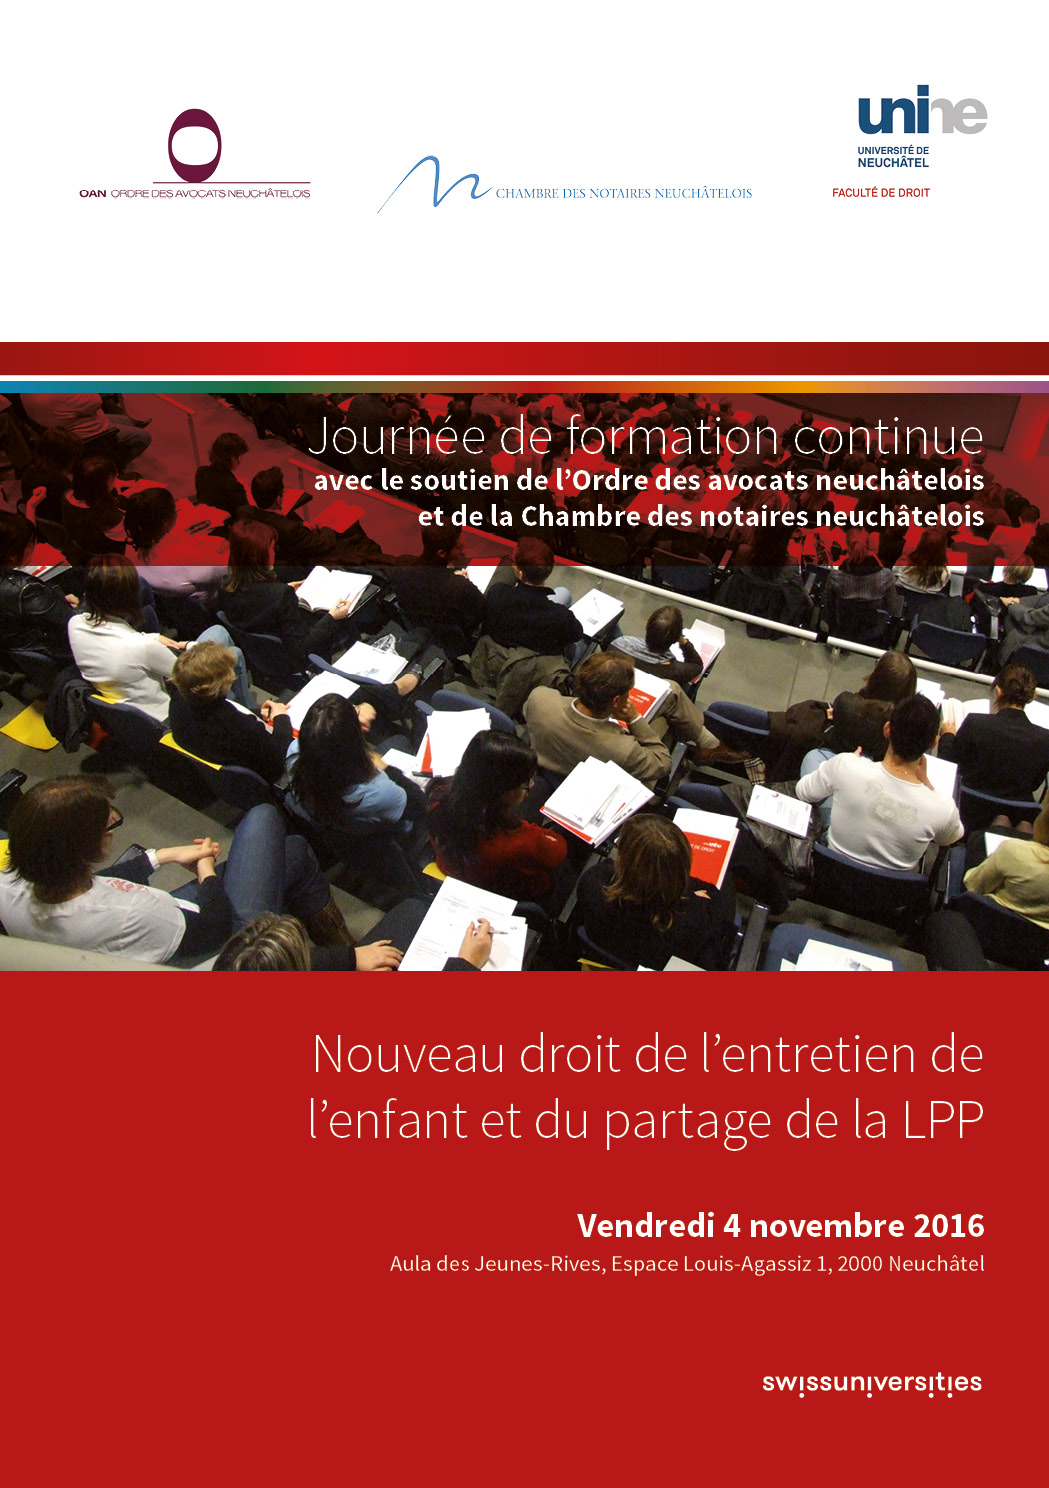 OAN ORDRE DES AVOCATS NEUCHÂTELOIS
CHAMBRE DES NOTAIRES NEUCHÂTELOIS
unine
UNIVERSITÉ DE
NEUCHÂTEL
FACULTÉ DE DROIT
Journée de formation continue
avec le soutien de l'Ordre des avocats neuchâtelois
et de la Chambre des notaires neuchâtelois
Nouveau droit de l'entretien de
l'enfant et du partage de la LPP
Vendredi 4 novembre 2016
Aula des Jeunes-Rives, Espace Louis-Agassiz 1, 2000 Neuchâtel
swissuniversities